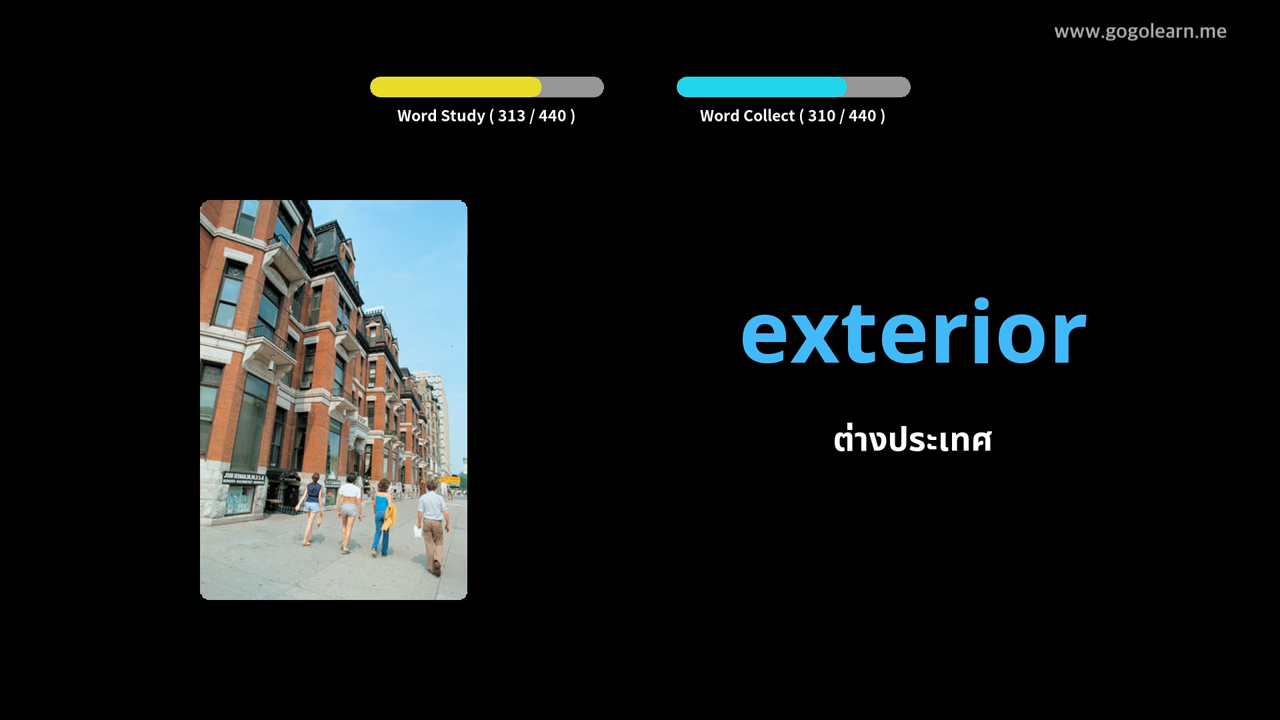 www.gogolearn.me
Word Study ( 313 / 440 )
Word Collect ( 310 / 440 )
exterior
ต่างประเทศ